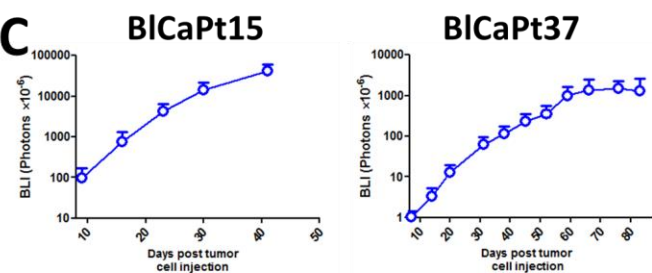 C
BlCaPt15
BLI (Photons ×10⁻⁶)
100000
10000
1000
100
10
10
20
30
40
50
Days post tumor
cell injection
BlCaPt37
BLI (Photons ×10⁻⁶)
10000
1000
100
10
1
10
20
30
40
50
60
70
80
Days post tumor
cell injection